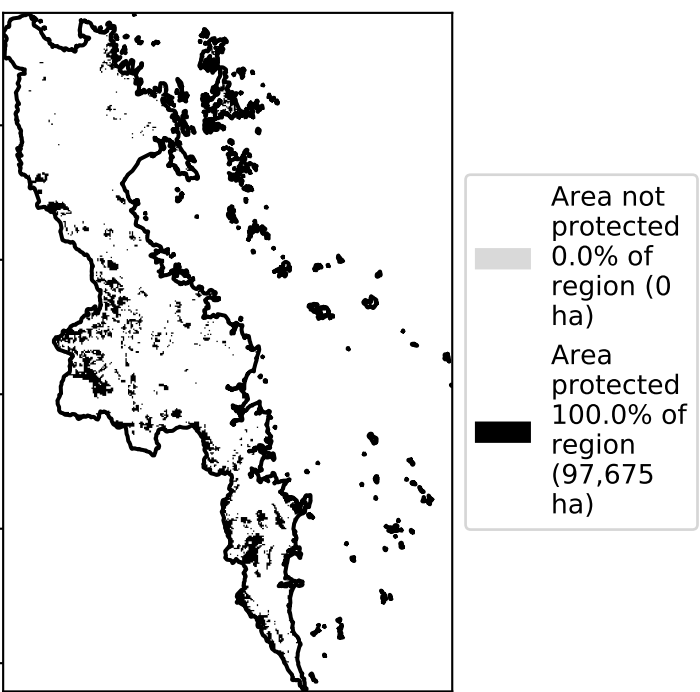 Area not
protected
0.0% of
region (0
ha)
Area
protected
100.0% of
region
(97,675
ha)